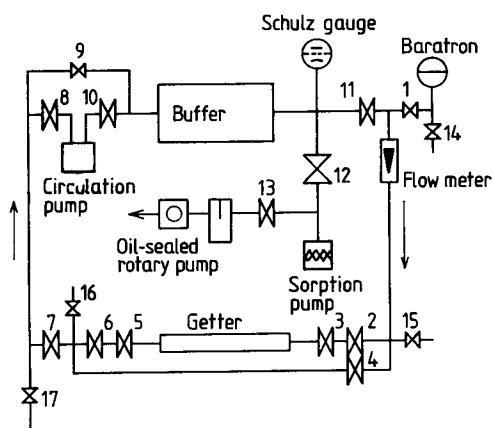 Schulz gauge
Baratron
9
8
10
11
1
Buffer
14
Circulation
pump
12
Flow meter
13
Oil-sealed
rotary pump
Sorption
pump
16
7
6
5
Getter
3
2
15
4
17